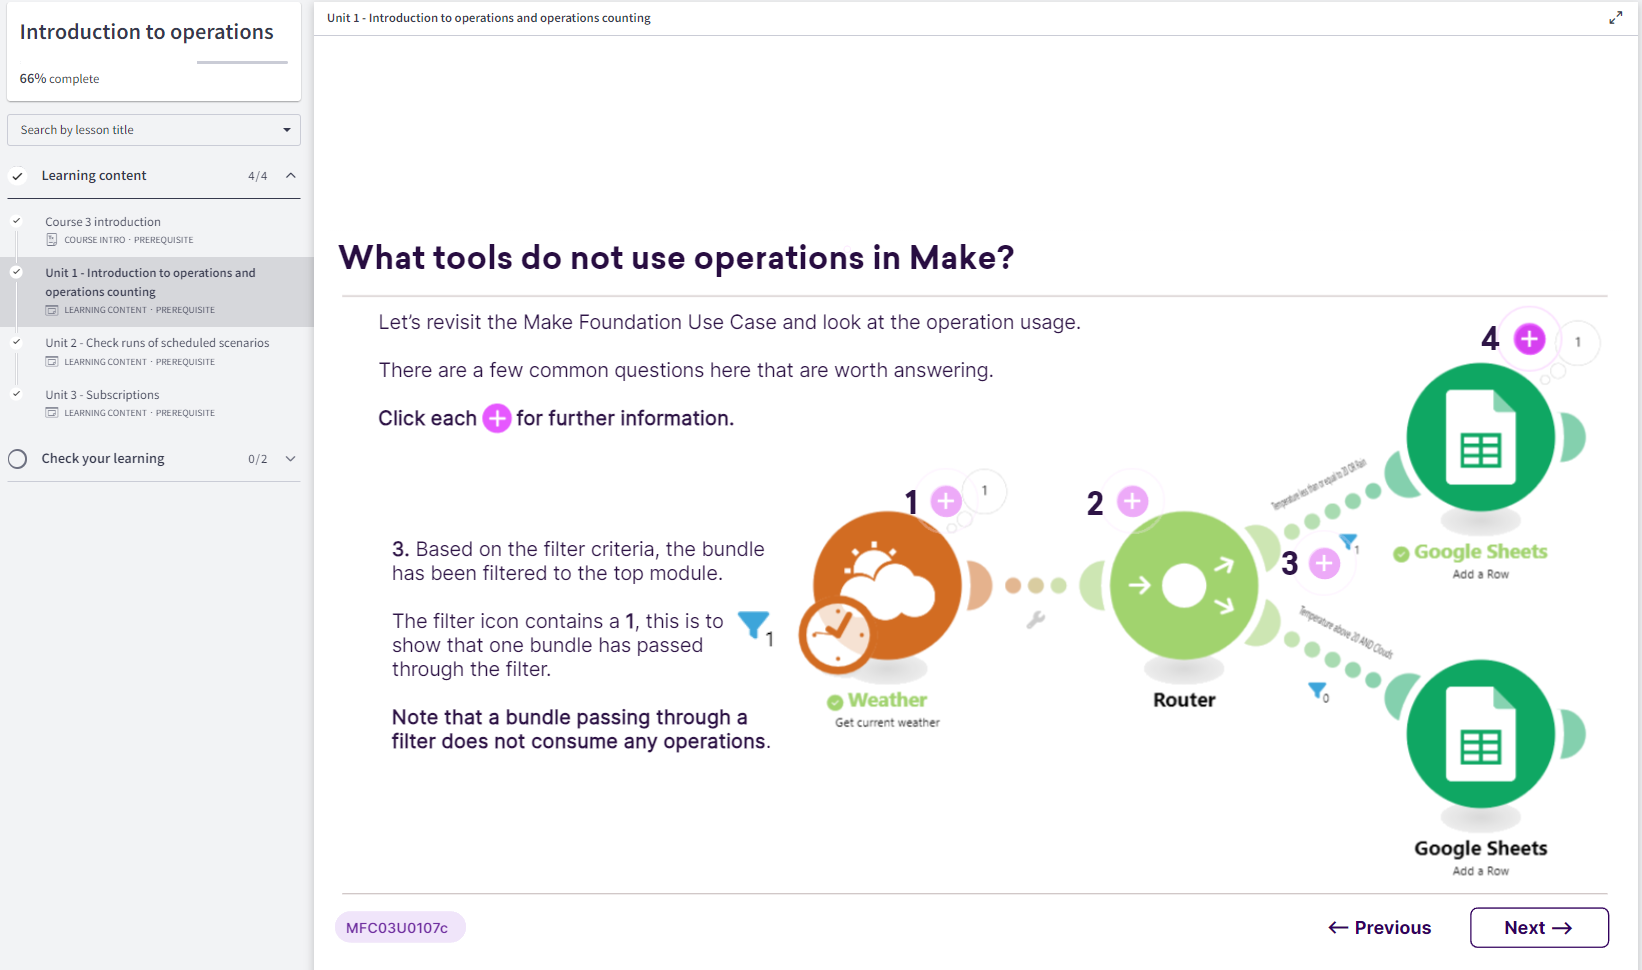 Introduction to operations
66% complete
Search by lesson title
Learning content 4/4
Course 3 introduction
COURSE INTRO · PREREQUISITE
Unit 1 - Introduction to operations and
operations counting
LEARNING CONTENT · PREREQUISITE
Unit 2 - Check runs of scheduled scenarios
LEARNING CONTENT · PREREQUISITE
Unit 3 - Subscriptions
LEARNING CONTENT · PREREQUISITE
Check your learning 0/2
Unit 1 - Introduction to operations and operations counting
What tools do not use operations in Make?
Let's revisit the Make Foundation Use Case and look at the operation usage.
There are a few common questions here that are worth answering.
Click each + for further information.
3. Based on the filter criteria, the bundle
has been filtered to the top module.
The filter icon contains a 1, this is to
show that one bundle has passed
through the filter.
1
Note that a bundle passing through a
filter does not consume any operations.
1 + 1
Weather
Get current weather
2 +
Router
3 +
Temperature less than or equal to 20 OR Rain
1
Temperature above 20 AND Clouds
0
4 + 1
Google Sheets
Add a Row
Google Sheets
Add a Row
MFC03U0107c
← Previous
Next →